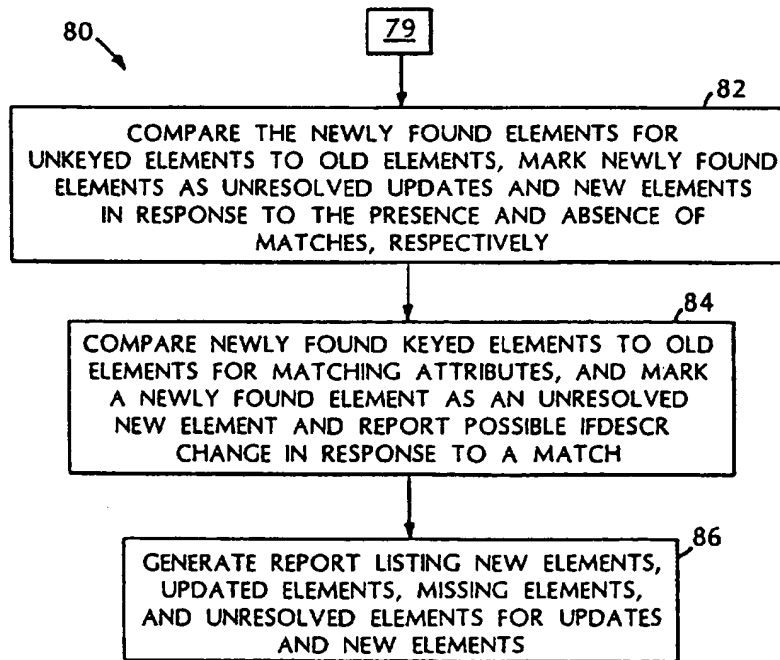 80
79
82
COMPARE THE NEWLY FOUND ELEMENTS FOR
UNKEYED ELEMENTS TO OLD ELEMENTS, MARK NEWLY FOUND
ELEMENTS AS UNRESOLVED UPDATES AND NEW ELEMENTS
IN RESPONSE TO THE PRESENCE AND ABSENCE OF
MATCHES, RESPECTIVELY
84
COMPARE NEWLY FOUND KEYED ELEMENTS TO OLD
ELEMENTS FOR MATCHING ATTRIBUTES, AND MARK
A NEWLY FOUND ELEMENT AS AN UNRESOLVED
NEW ELEMENT AND REPORT POSSIBLE IFDESCR
CHANGE IN RESPONSE TO A MATCH
86
GENERATE REPORT LISTING NEW ELEMENTS,
UPDATED ELEMENTS, MISSING ELEMENTS,
AND UNRESOLVED ELEMENTS FOR UPDATES
AND NEW ELEMENTS